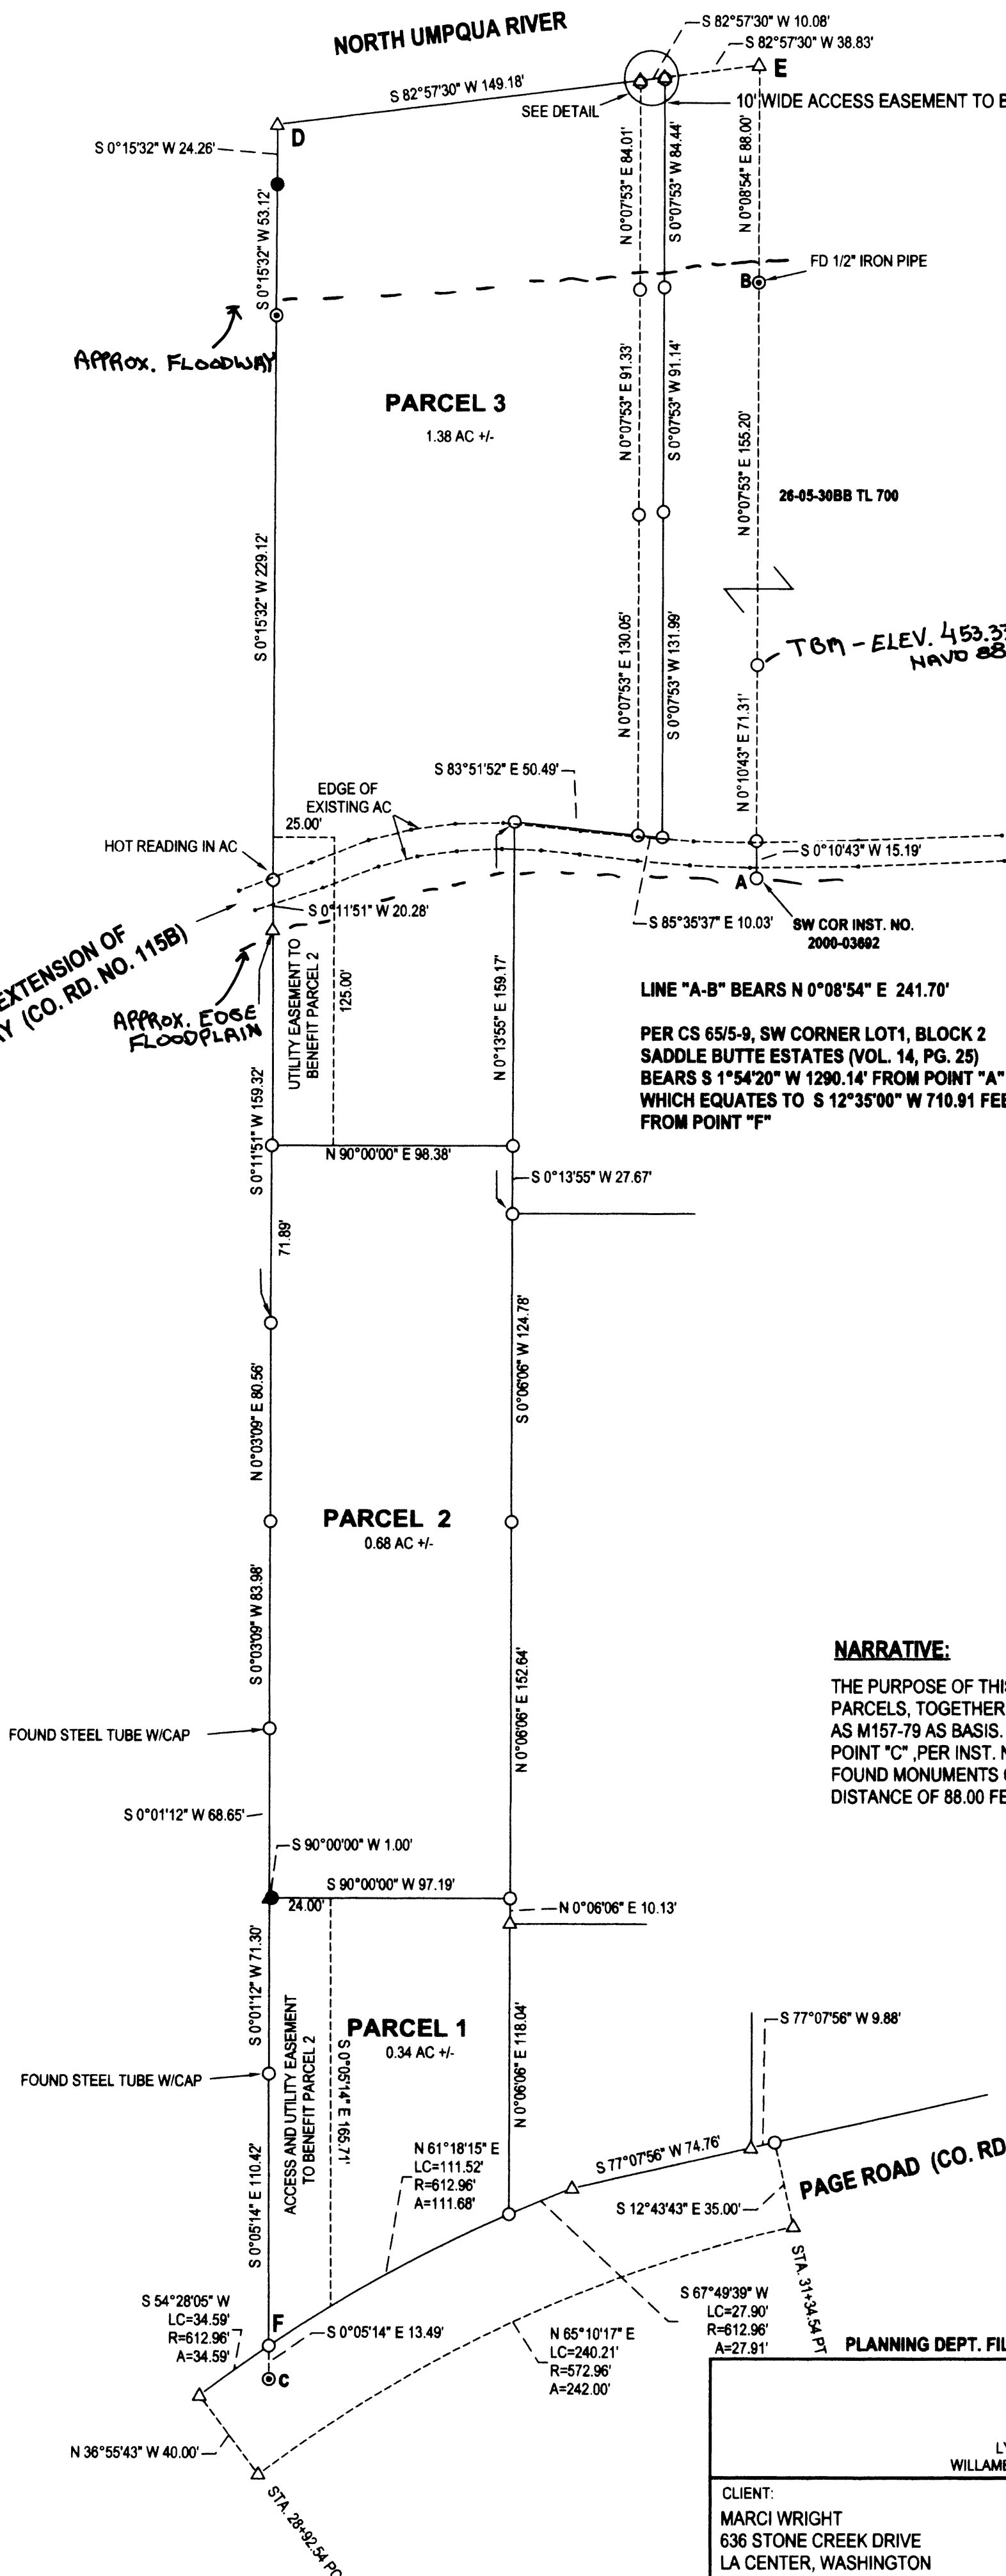 NORTH UMPQUA RIVER
S 82°57'30" W 10.08'
S 82°57'30" W 38.83'
E
S 82°57'30" W 149.18'
SEE DETAIL
10' WIDE ACCESS EASEMENT TO
D
S 0°15'32" W 24.26'
S 0°15'32" W 53.12'
N 0°07'53" E 84.01'
S 0°07'53" W 84.44'
N 0°08'54" E 88.00'
FD 1/2" IRON PIPE
B
APPROX. FLOODWAY
PARCEL 3
1.38 AC +/-
N 0°07'53" E 91.33'
S 0°07'53" W 91.14'
N 0°07'53" E 155.20'
26-05-30BB TL 700
S 0°15'32" W 229.12'
N 0°07'53" E 130.05'
S 0°07'53" W 131.99'
TBM - ELEV. 453.33
NAVD 88
N 0°10'43" E 71.31'
S 83°51'52" E 50.49'
EDGE OF
EXISTING AC
25.00'
HOT READING IN AC
S 0°10'43" W 15.19'
A
S 0°11'51" W 20.28'
S 85°35'37" E 10.03'
SW COR INST. NO.
2000-03692
EXTENSION OF
Y (CO. RD. NO. 115B)
APPROX. EDGE
FLOODPLAIN
UTILITY EASEMENT TO
BENEFIT PARCEL 2
125.00'
N 0°13'55" E 159.17'
LINE "A-B" BEARS N 0°08'54" E 241.70'
PER CS 65/5-9, SW CORNER LOT1, BLOCK 2
SADDLE BUTTE ESTATES (VOL. 14, PG. 25)
BEARS S 1°54'20" W 1290.14' FROM POINT "A"
WHICH EQUATES TO S 12°35'00" W 710.91 FEE
FROM POINT "F"
S 0°11'51" W 159.32'
N 90°00'00" E 98.38'
S 0°13'55" W 27.67'
71.89'
S 0°06'06" W 124.78'
N 0°03'09" E 80.56'
PARCEL 2
0.68 AC +/-
S 0°03'09" W 83.98'
N 0°06'06" E 152.64'
FOUND STEEL TUBE W/CAP
NARRATIVE:
THE PURPOSE OF THIS
PARCELS, TOGETHER
AS M157-79 AS BASIS.
POINT "C" ,PER INST. N
FOUND MONUMENTS
DISTANCE OF 88.00 FE
S 0°01'12" W 68.65'
S 90°00'00" W 1.00'
S 90°00'00" W 97.19'
24.00'
N 0°06'06" E 10.13'
S 0°01'12" W 71.30'
ACCESS AND UTILITY EASEMENT
TO BENEFIT PARCEL 2
S 0°05'14" E 165.71'
PARCEL 1
0.34 AC +/-
N 0°06'06" E 118.04'
S 77°07'56" W 9.88'
FOUND STEEL TUBE W/CAP
S 0°05'14" E 110.42'
N 61°18'15" E
LC=111.52'
R=612.96'
A=111.68'
S 77°07'56" W 74.76'
PAGE ROAD (CO. RD
S 12°43'43" E 35.00'
STA. 31+34.54 PT
S 54°28'05" W
LC=34.59'
R=612.96'
A=34.59'
F
S 0°05'14" E 13.49'
C
N 65°10'17" E
LC=240.21'
R=572.96'
A=242.00'
S 67°49'39" W
LC=27.90'
R=612.96'
A=27.91'
PLANNING DEPT. FIL
N 36°55'43" W 40.00'
STA. 28+92.54 PC
LY
WILLAME
CLIENT:
MARCI WRIGHT
636 STONE CREEK DRIVE
LA CENTER, WASHINGTON